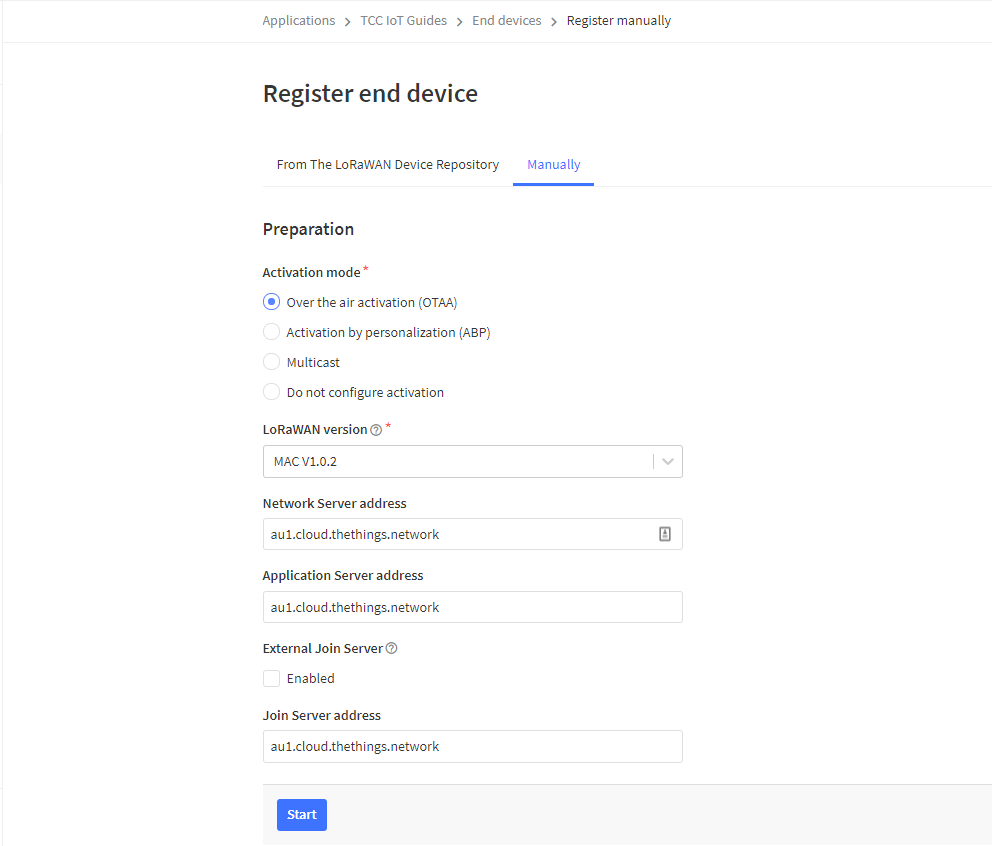 Applications > TCC IoT Guides > End devices > Register manually
Register end device
From The LoRaWAN Device Repository Manually
Preparation
Activation mode *
Over the air activation (OTAA)
Activation by personalization (ABP)
Multicast
Do not configure activation
LoRaWAN version ? *
MAC V1.0.2
Network Server address
au1.cloud.thethings.network
Application Server address
au1.cloud.thethings.network
External Join Server ?
Enabled
Join Server address
au1.cloud.thethings.network
Start